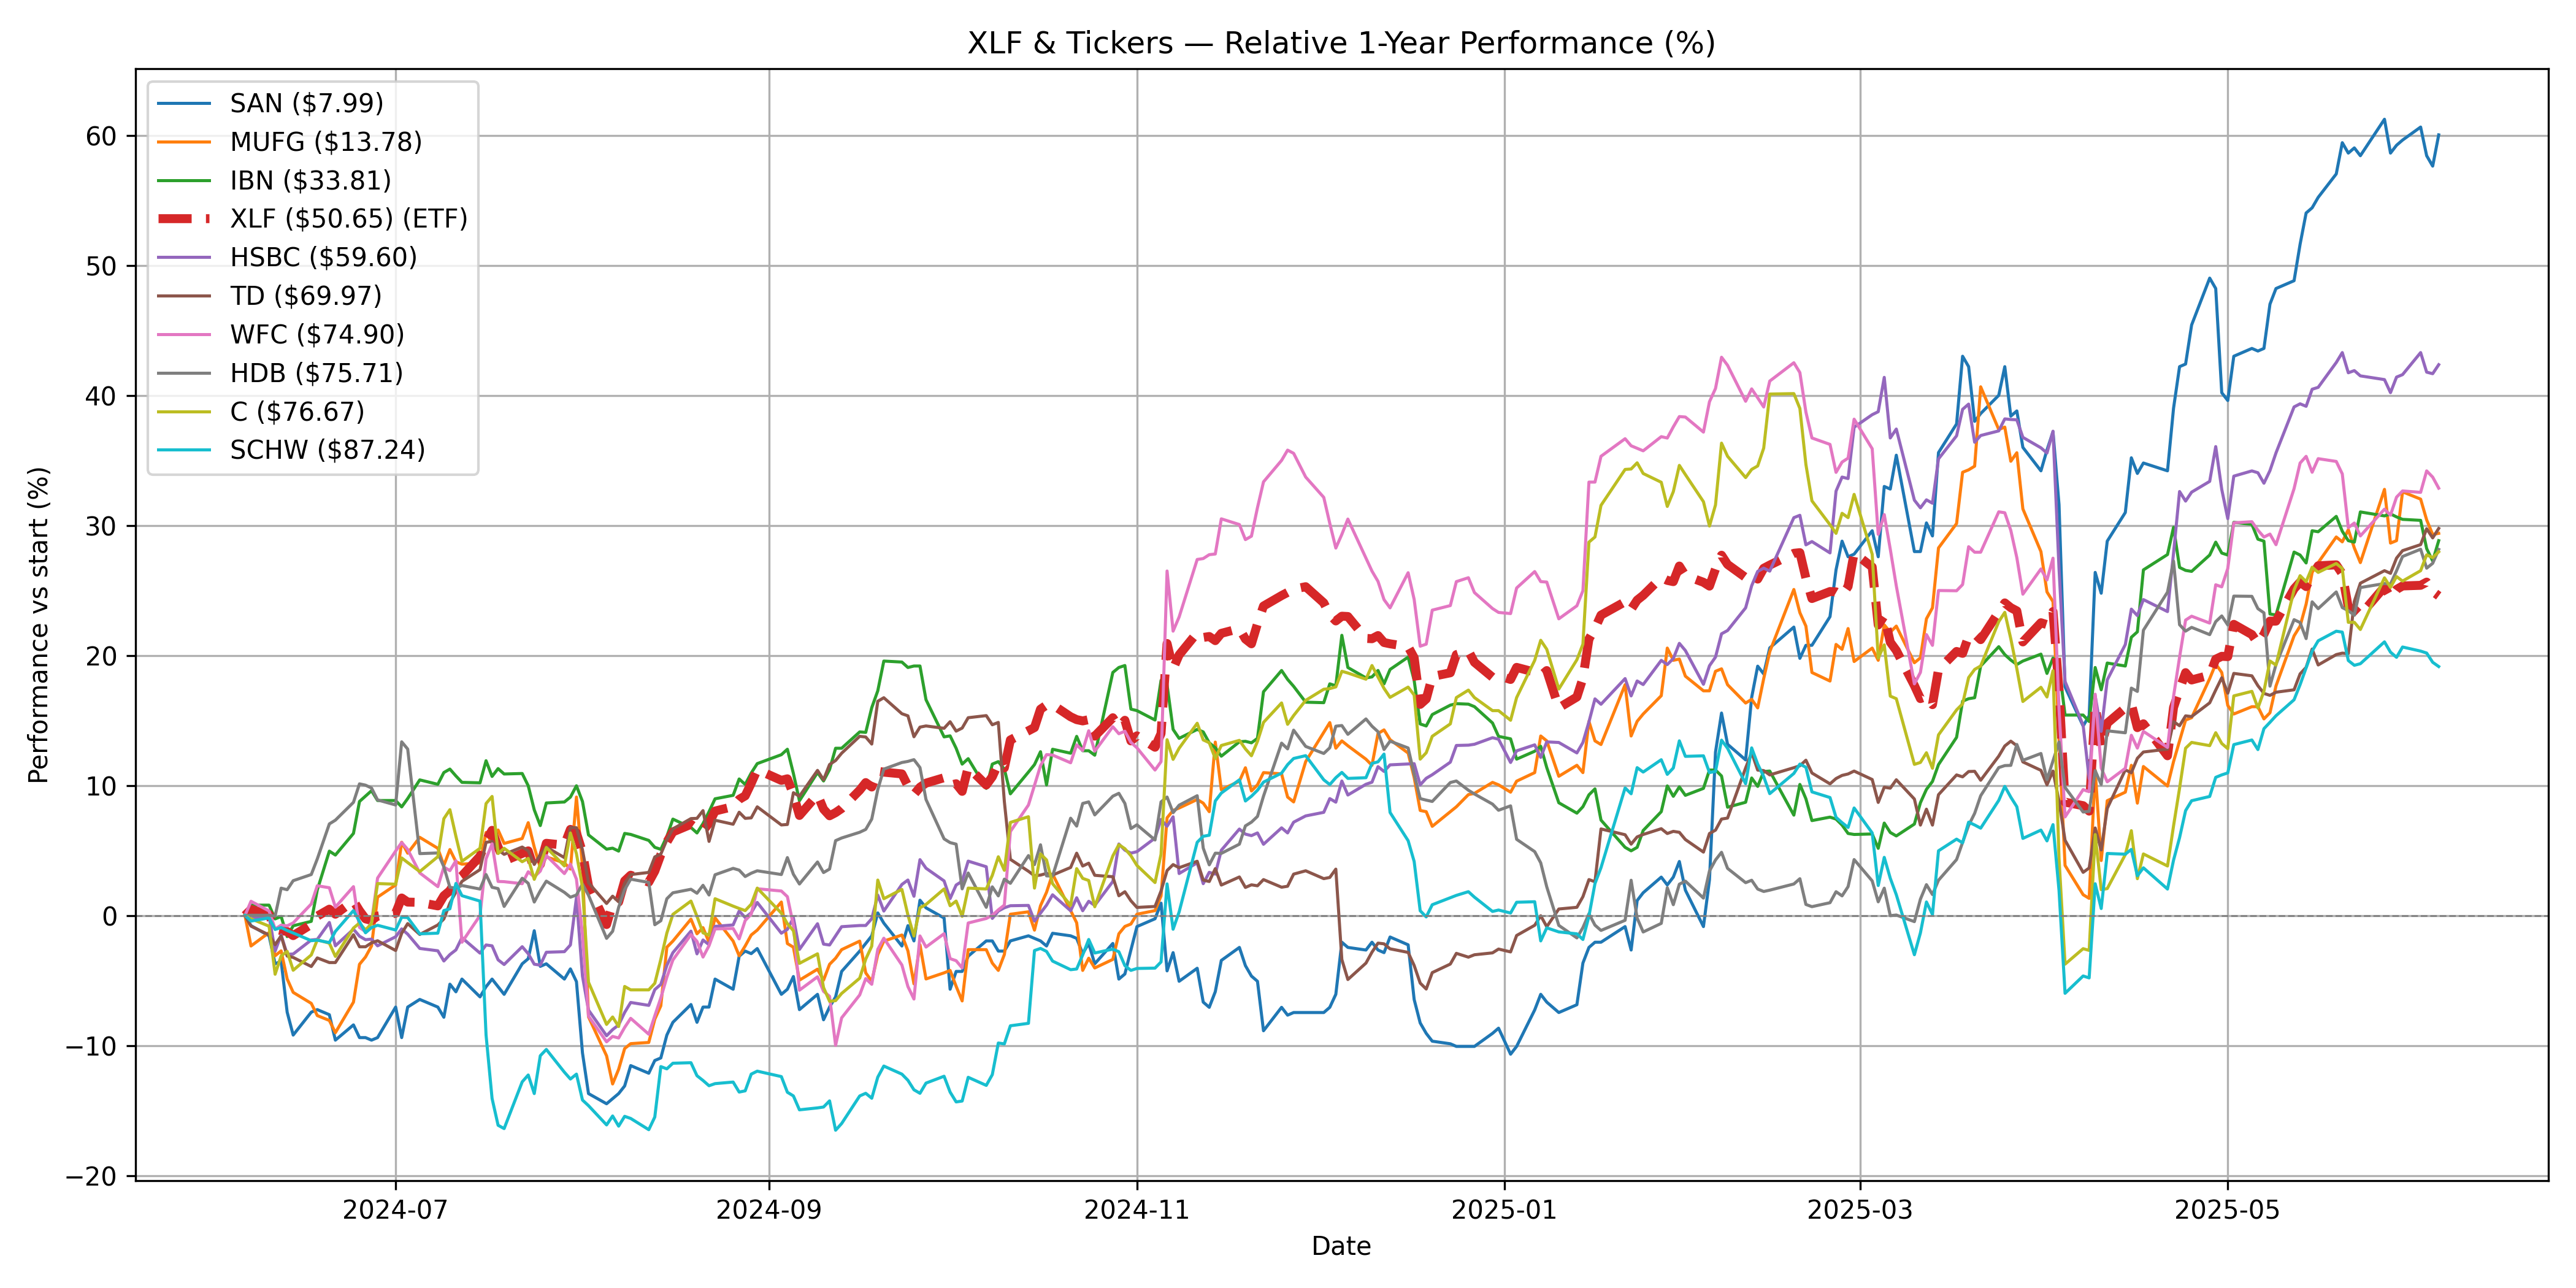 XLF & Tickers — Relative 1-Year Performance (%)
SAN ($7.99)
MUFG ($13.78)
IBN ($33.81)
XLF ($50.65) (ETF)
HSBC ($59.60)
TD ($69.97)
WFC ($74.90)
HDB ($75.71)
C ($76.67)
SCHW ($87.24)
Performance vs start (%)
60
50
40
30
20
10
0
−10
−20
2024-07
2024-09
2024-11
2025-01
2025-03
2025-05
Date